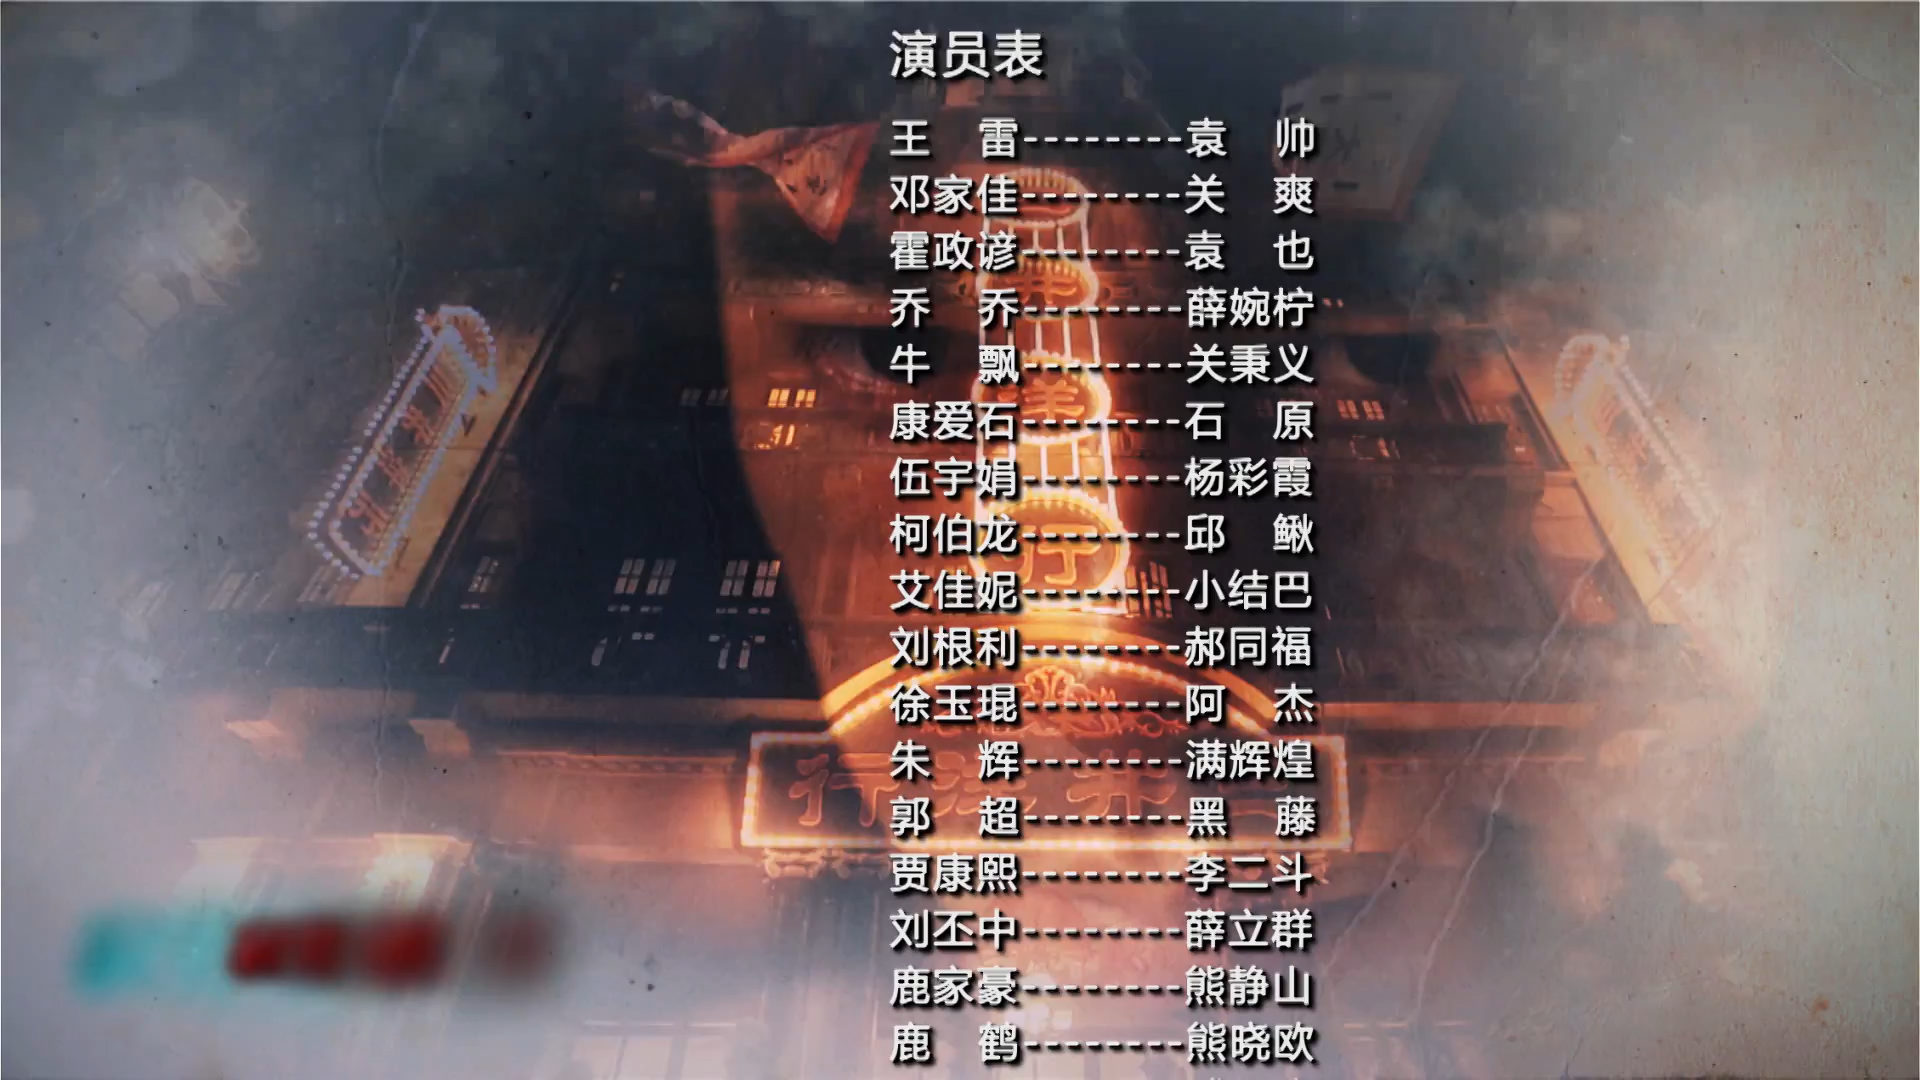 演员表
王　雷--------袁　帅
邓家佳--------关　爽
霍政谚--------袁　也
乔　乔--------薛婉柠
牛　飘--------关秉义
康爱石--------石　原
伍宇娟--------杨彩霞
柯伯龙--------邱　鳅
艾佳妮--------小结巴
刘根利--------郝同福
徐玉琨--------阿　杰
朱　辉--------满辉煌
郭　超--------黑　藤
贾康熙--------李二斗
刘丕中--------薛立群
鹿家豪--------熊静山
鹿　鹤--------熊晓欧